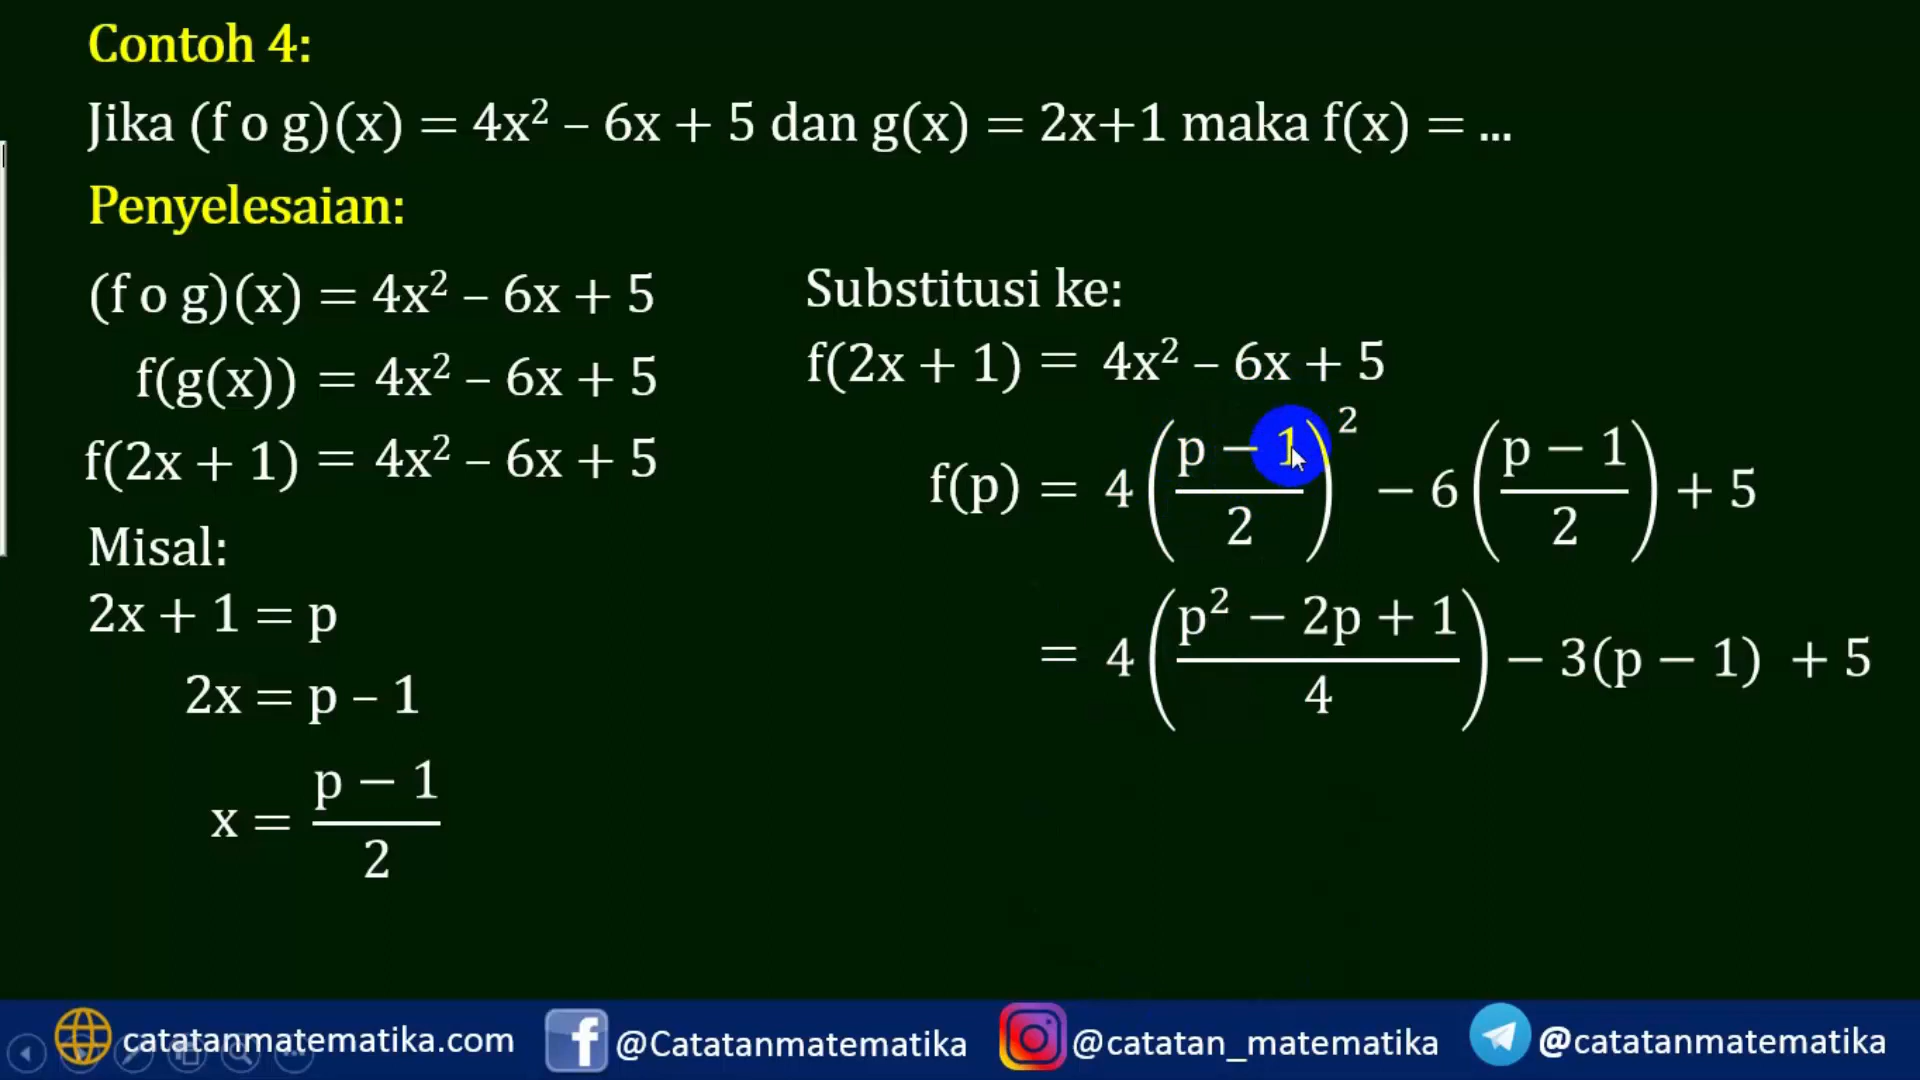 Contoh 4:
Jika (f o g)(x) = 4x² – 6x + 5 dan g(x) = 2x+1 maka f(x) = ...
Penyelesaian:
(f o g)(x) = 4x² – 6x + 5
f(g(x)) = 4x² – 6x + 5
f(2x + 1) = 4x² – 6x + 5
Misal:
2x + 1 = p
2x = p – 1
x = (p − 1)/2
Substitusi ke:
f(2x + 1) = 4x² – 6x + 5
f(p) = 4((p − 1)/2)² − 6((p − 1)/2) + 5
= 4((p² − 2p + 1)/4) − 3(p − 1) + 5
catatanmatematika.com @Catatanmatematika @catatan_matematika @catatanmatematika